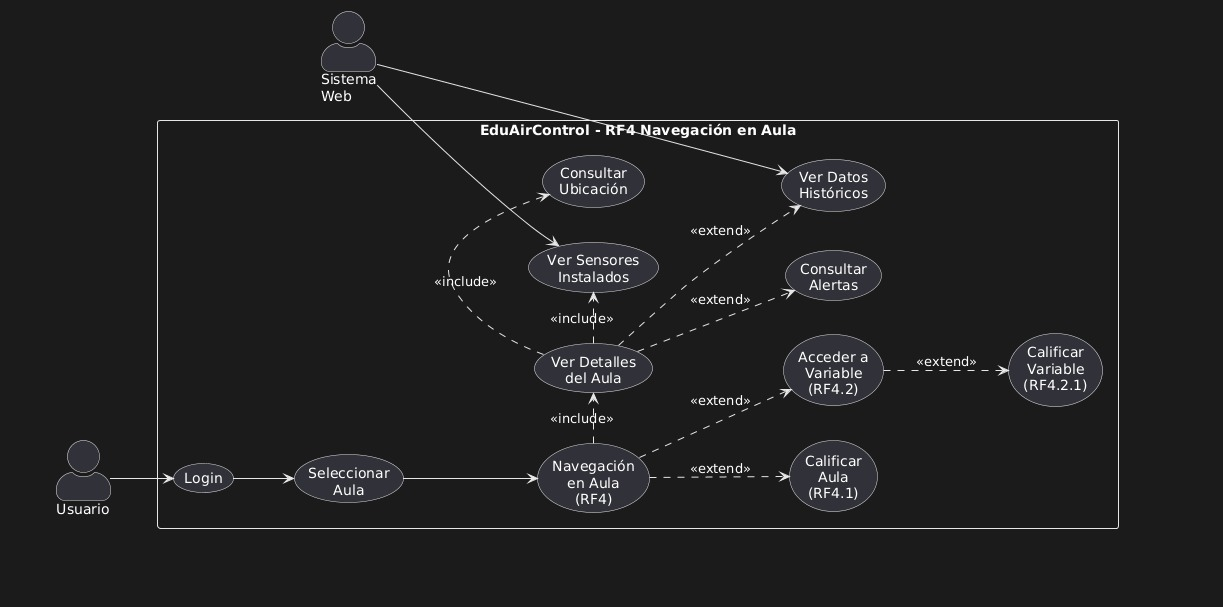 Sistema
Web
EduAirControl - RF4 Navegación en Aula
Consultar
Ubicación
Ver Datos
Históricos
«extend»
Ver Sensores
Instalados
Consultar
Alertas
«include»
«extend»
«include»
Ver Detalles
del Aula
Acceder a
Variable
(RF4.2)
«extend»
Calificar
Variable
(RF4.2.1)
«extend»
«include»
Navegación
en Aula
(RF4)
«extend»
Calificar
Aula
(RF4.1)
Login
Seleccionar
Aula
Usuario